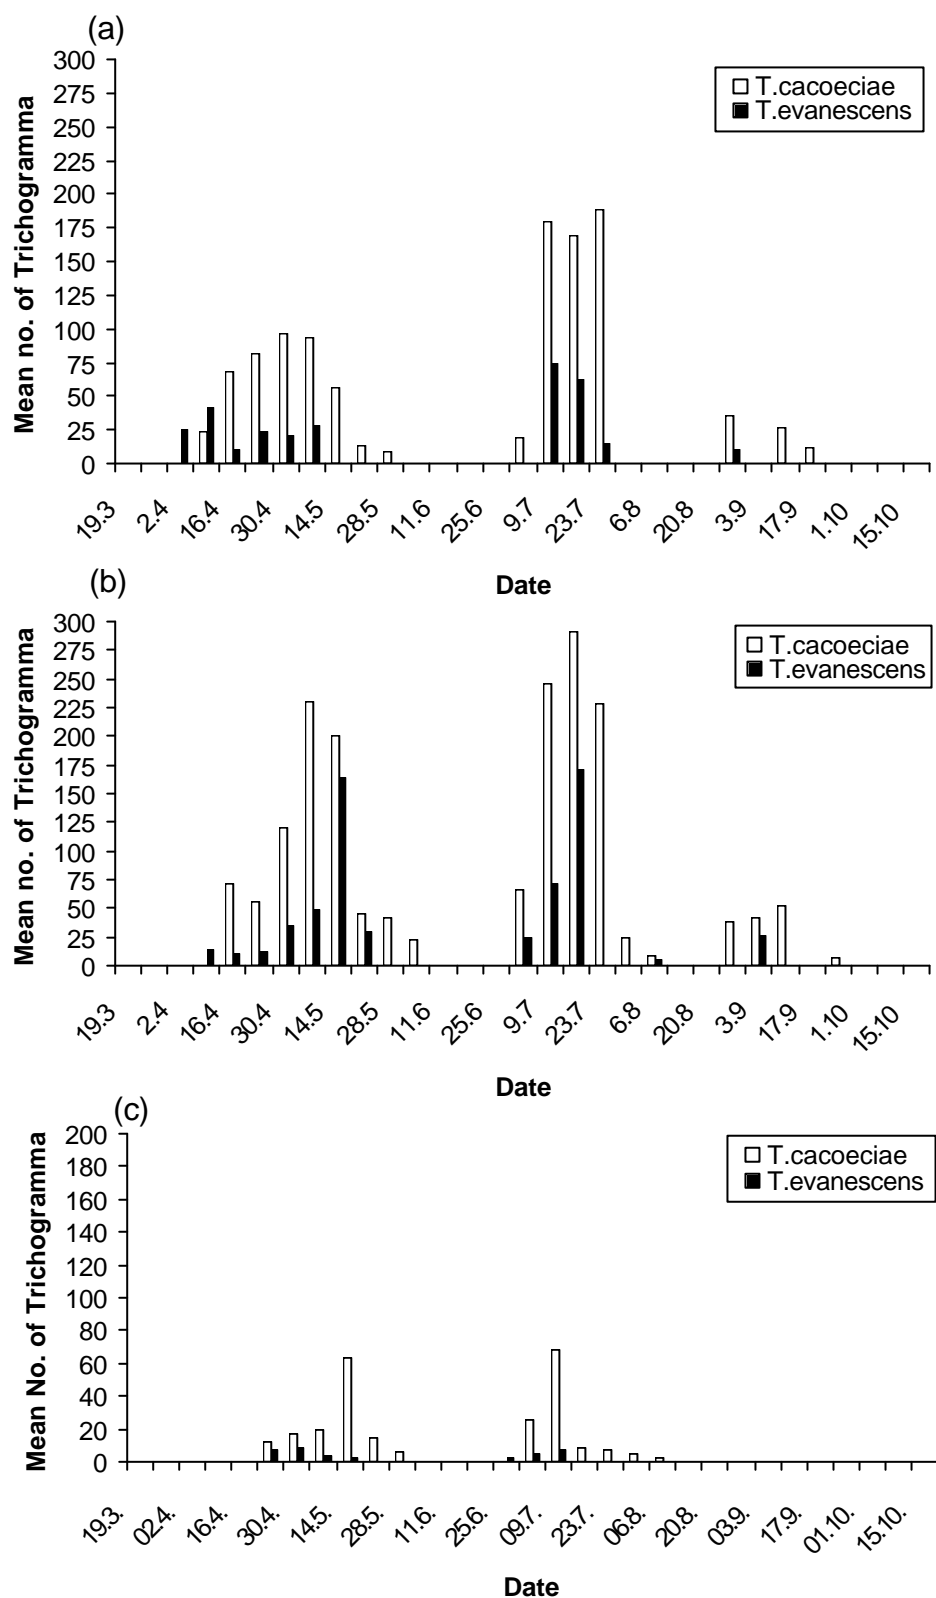 (a)
Mean no. of Trichogramma
300
275
250
225
200
175
150
125
100
75
50
25
0
T.cacoeciae
T.evanescens
19.3 2.4 16.4 30.4 14.5 28.5 11.6 25.6 9.7 23.7 6.8 20.8 3.9 17.9 1.10 15.10
Date
(b)
Mean no. of Trichogramma
300
275
250
225
200
175
150
125
100
75
50
25
0
T.cacoeciae
T.evanescens
19.3 2.4 16.4 30.4 14.5 28.5 11.6 25.6 9.7 23.7 6.8 20.8 3.9 17.9 1.10 15.10
Date
(c)
Mean No. of Trichogramma
200
180
160
140
120
100
80
60
40
20
0
T.cacoeciae
T.evanescens
19.3. 02.4. 16.4. 30.4. 14.5. 28.5. 11.6. 25.6. 09.7. 23.7. 06.8. 20.8. 03.9. 17.9. 01.10. 15.10.
Date